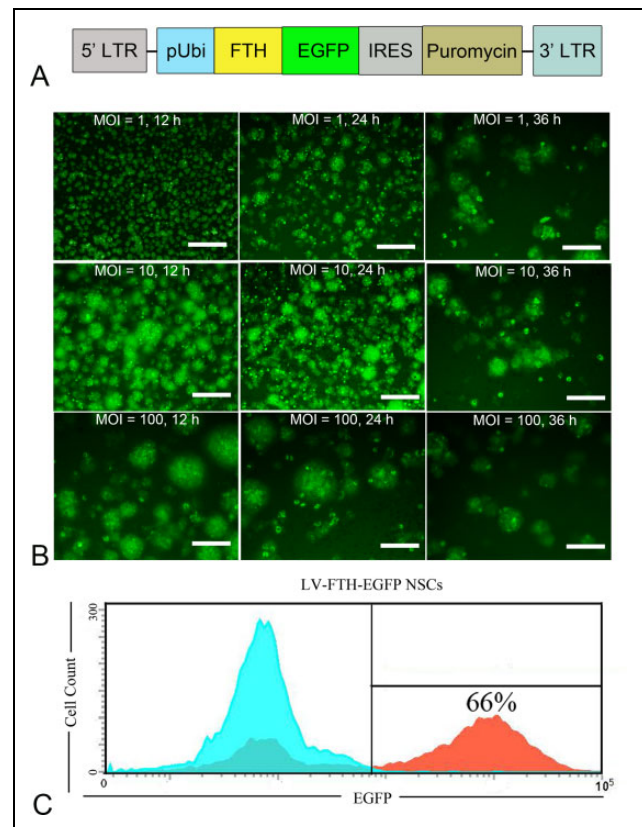 5' LTR pUbi FTH EGFP IRES Puromycin 3' LTR
A
MOI = 1, 12 h MOI = 1, 24 h MOI = 1, 36 h
MOI = 10, 12 h MOI = 10, 24 h MOI = 10, 36 h
MOI = 100, 12 h MOI = 100, 24 h MOI = 100, 36 h
B
LV-FTH-EGFP NSCs
300
Cell Count
66%
0
0 10⁵
EGFP
C